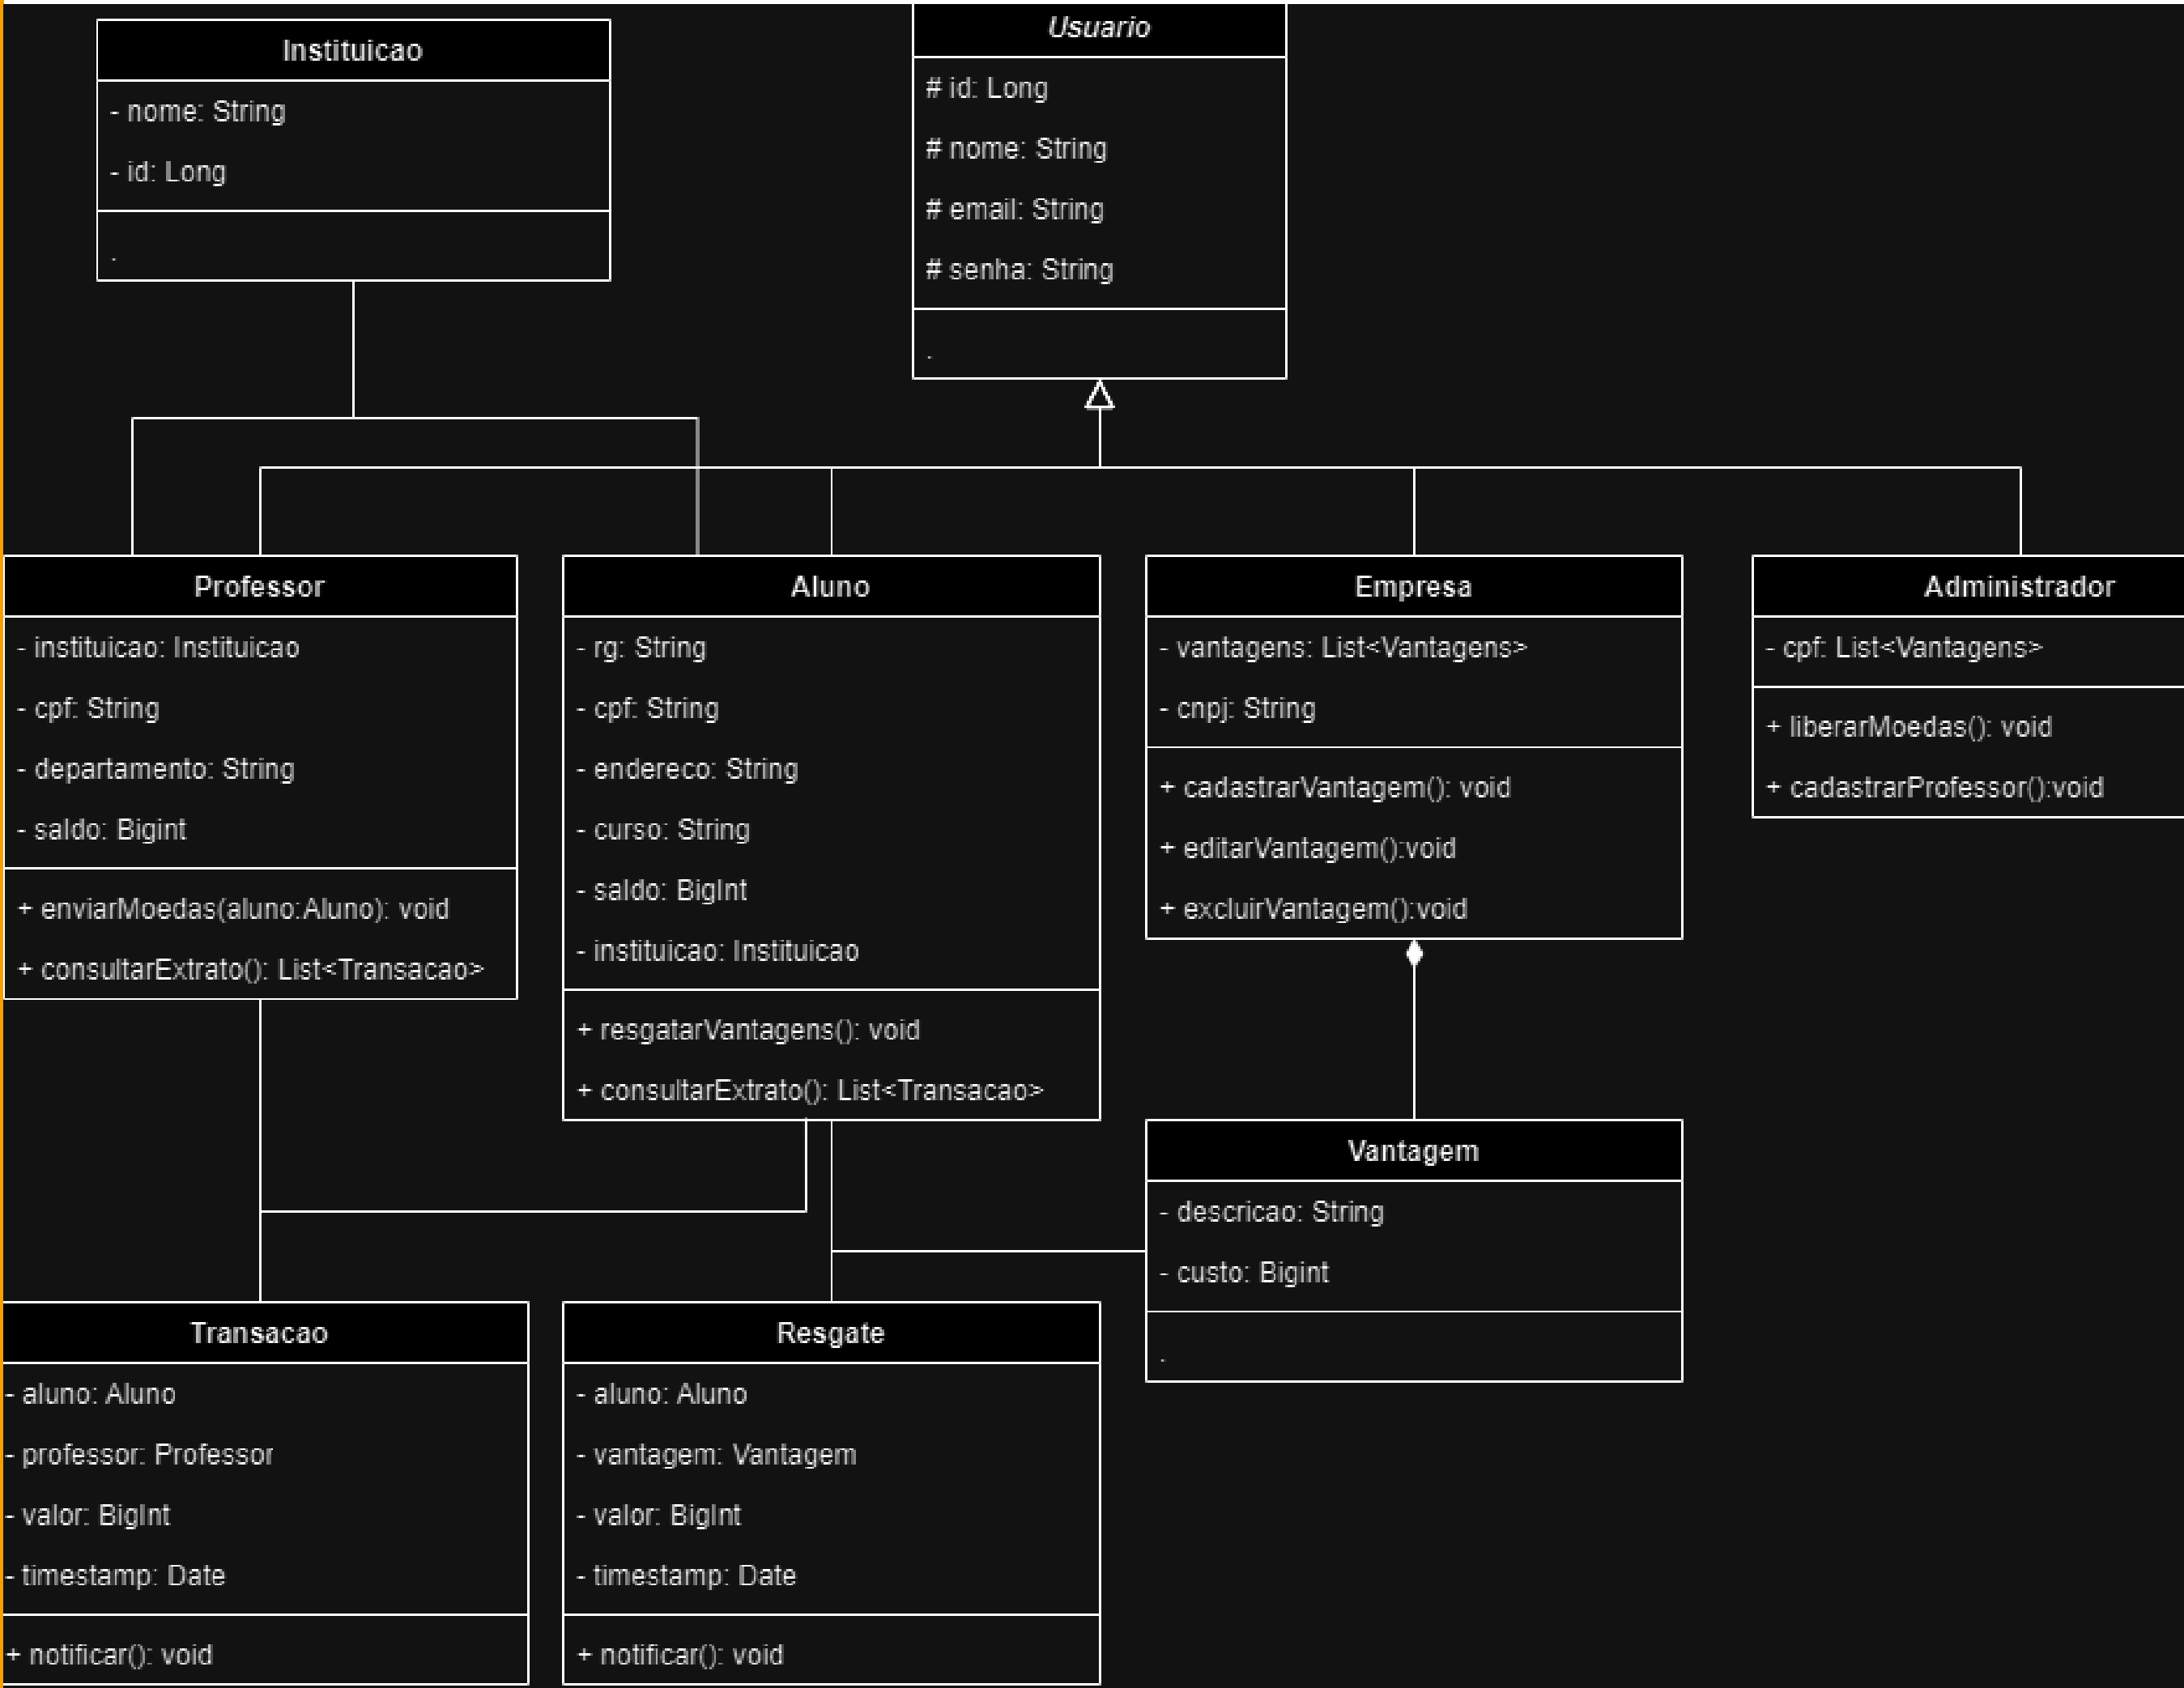 Instituicao
- nome: String
- id: Long
.
Usuario
# id: Long
# nome: String
# email: String
# senha: String
.
Professor
- instituicao: Instituicao
- cpf: String
- departamento: String
- saldo: Bigint
+ enviarMoedas(aluno:Aluno): void
+ consultarExtrato(): List<Transacao>
Aluno
- rg: String
- cpf: String
- endereco: String
- curso: String
- saldo: BigInt
- instituicao: Instituicao
+ resgatarVantagens(): void
+ consultarExtrato(): List<Transacao>
Empresa
- vantagens: List<Vantagens>
- cnpj: String
+ cadastrarVantagem(): void
+ editarVantagem():void
+ excluirVantagem():void
Administrador
- cpf: List<Vantagens>
+ liberarMoedas(): void
+ cadastrarProfessor():void
Vantagem
- descricao: String
- custo: Bigint
.
Transacao
- aluno: Aluno
- professor: Professor
- valor: BigInt
- timestamp: Date
+ notificar(): void
Resgate
- aluno: Aluno
- vantagem: Vantagem
- valor: BigInt
- timestamp: Date
+ notificar(): void